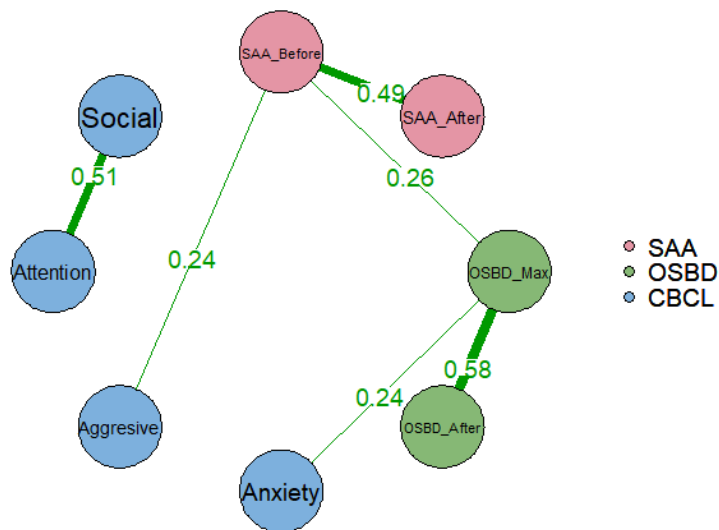 SAA_Before
0.49
SAA_After
Social
0.51
0.26
Attention
0.24
OSBD_Max
SAA
OSBD
CBCL
0.58
0.24
Aggresive
OSBD_After
Anxiety